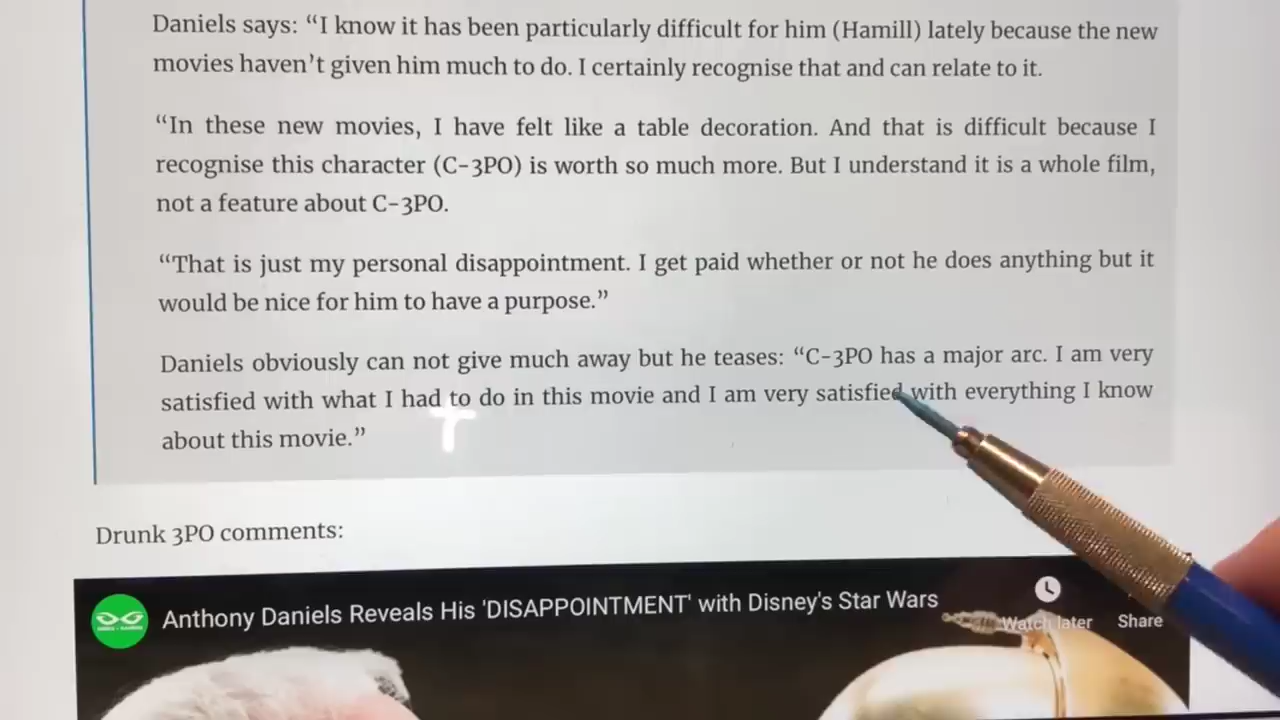 Daniels says: “I know it has been particularly difficult for him (Hamill) lately because the new
movies haven’t given him much to do. I certainly recognise that and can relate to it.
“In these new movies, I have felt like a table decoration. And that is difficult because I
recognise this character (C-3PO) is worth so much more. But I understand it is a whole film,
not a feature about C-3PO.
“That is just my personal disappointment. I get paid whether or not he does anything but it
would be nice for him to have a purpose.”
Daniels obviously can not give much away but he teases: “C-3PO has a major arc. I am very
satisfied with what I had to do in this movie and I am very satisfied with everything I know
about this movie.”
Drunk 3PO comments:
Anthony Daniels Reveals His 'DISAPPOINTMENT' with Disney's Star Wars
Watch later
Share